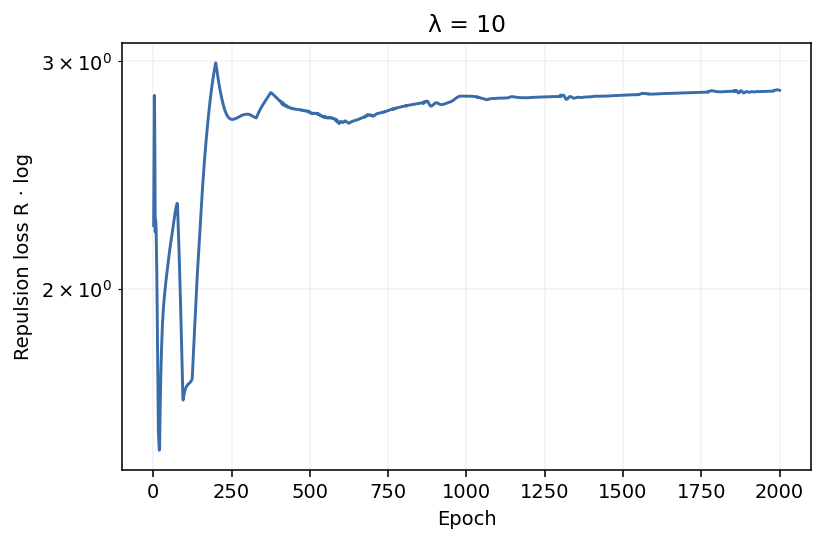 λ = 10
3 × 10⁰
2 × 10⁰
Repulsion loss R · log
0 250 500 750 1000 1250 1500 1750 2000
Epoch